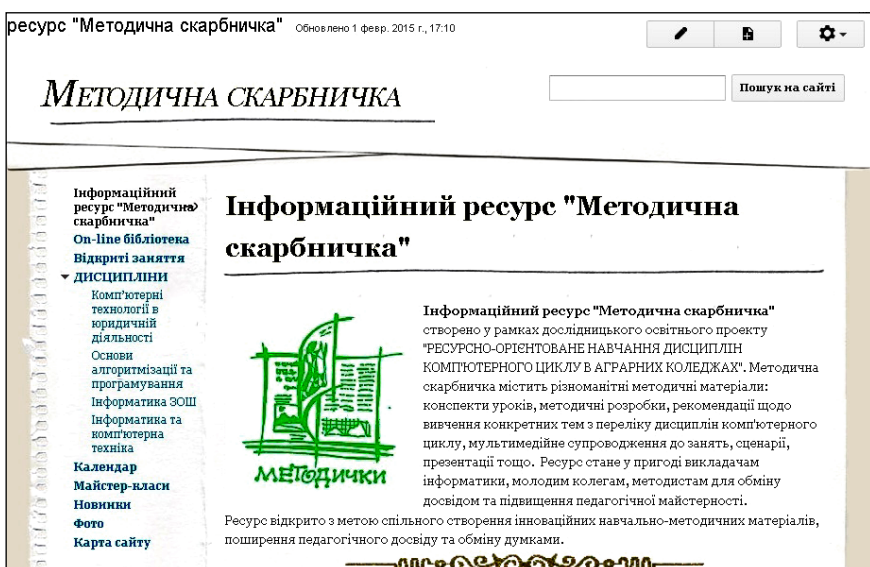 ресурс "Методична скарбничка" Обновлено 1 февр. 2015 г., 17:10
Методична скарбничка
Пошук на сайті
Інформаційний
ресурс "Методична
скарбничка"
On-line бібліотека
Відкриті заняття
ДИСЦИПЛІНИ
Комп'ютерні
технології в
юридичній
діяльності
Основи
алгоритмізації та
програмування
Інформатика ЗОШ
Інформатика та
комп'ютерна
техніка
Календар
Майстер-класи
Новинки
Фото
Карта сайту
Інформаційний ресурс "Методична
скарбничка"
МЕТОДИЧКИ
Інформаційний ресурс "Методична скарбничка"
створено у рамках дослідницького освітнього проекту
"РЕСУРСНО-ОРІЄНТОВАНЕ НАВЧАННЯ ДИСЦИПЛІН
КОМП'ЮТЕРНОГО ЦИКЛУ В АГРАРНИХ КОЛЕДЖАХ". Методична
скарбничка містить різноманітні методичні матеріали:
конспекти уроків, методичні розробки, рекомендації щодо
вивчення конкретних тем з переліку дисциплін комп'ютерного
циклу, мультимедійне супроводження до занять, сценарії,
презентації тощо. Ресурс стане у пригоді викладачам
інформатики, молодим колегам, методистам для обміну
досвідом та підвищення педагогічної майстерності.
Ресурс відкрито з метою спільного створення інноваційних навчально-методичних матеріалів,
поширення педагогічного досвіду та обміну думками.